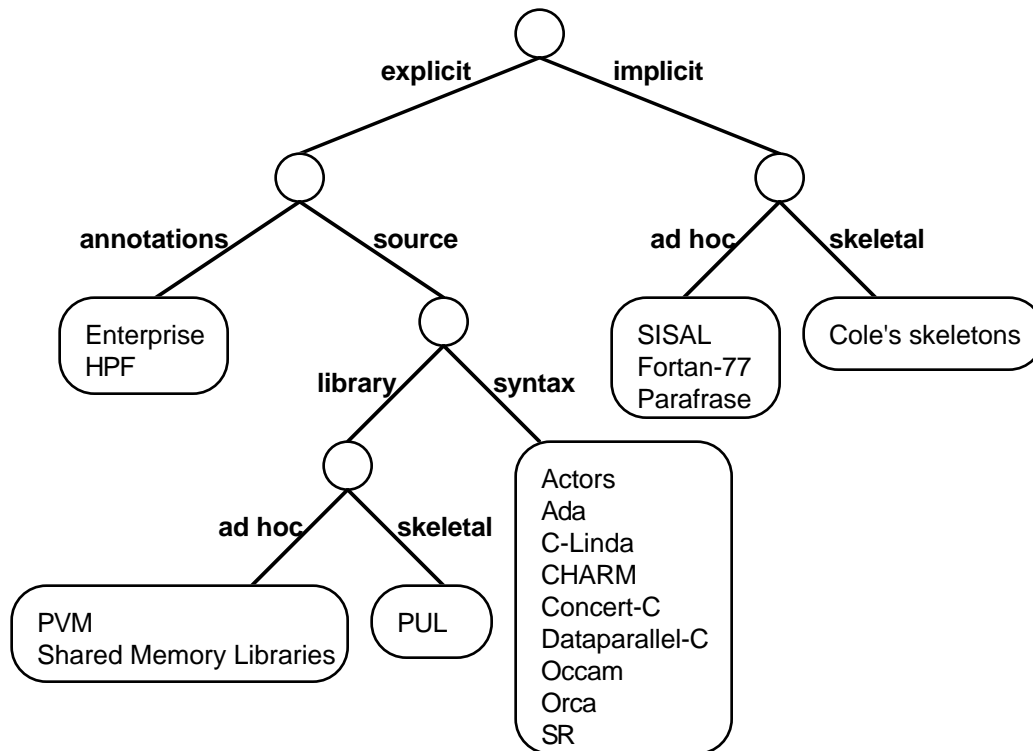 explicit
implicit
annotations
source
ad hoc
skeletal
Enterprise
HPF
SISAL
Fortan-77
Parafrase
Cole's skeletons
library
syntax
ad hoc
skeletal
Actors
Ada
C-Linda
CHARM
Concert-C
Dataparallel-C
Occam
Orca
SR
PVM
Shared Memory Libraries
PUL